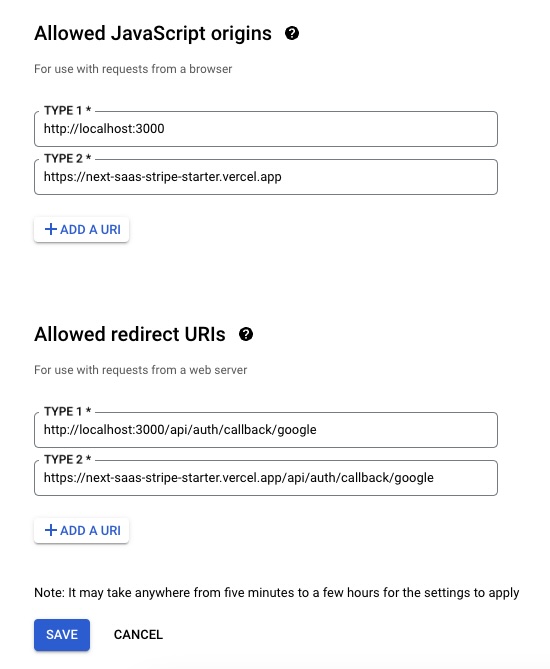 Allowed JavaScript origins
For use with requests from a browser
TYPE 1 *
http://localhost:3000
TYPE 2 *
https://next-saas-stripe-starter.vercel.app
+ ADD A URI
Allowed redirect URIs
For use with requests from a web server
TYPE 1 *
http://localhost:3000/api/auth/callback/google
TYPE 2 *
https://next-saas-stripe-starter.vercel.app/api/auth/callback/google
+ ADD A URI
Note: It may take anywhere from five minutes to a few hours for the settings to apply
SAVE CANCEL